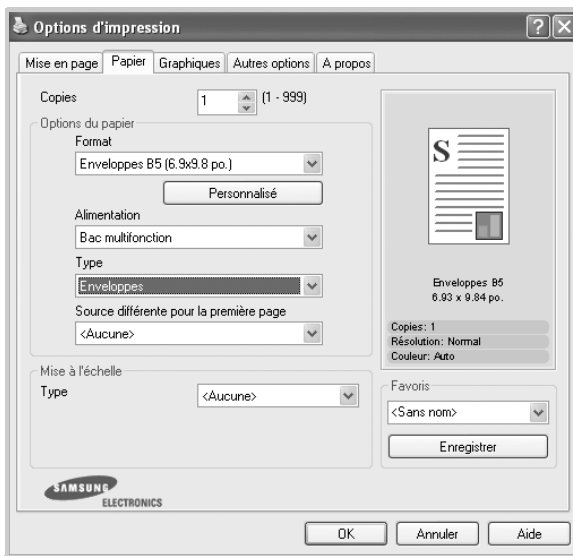 Options d'impression
Mise en page Papier Graphiques Autres options A propos
Copies 1 (1 - 999)
Options du papier
Format
Enveloppes B5 (6.9x9.8 po.)
Personnalisé
Alimentation
Bac multifonction
Type
Enveloppes
Source différente pour la première page
<Aucune>
Mise à l'échelle
Type <Aucune>
SAMSUNG
ELECTRONICS
S
Enveloppes B5
6.93 x 9.84 po.
Copies: 1
Résolution: Normal
Couleur: Auto
Favoris
<Sans nom>
Enregistrer
OK Annuler Aide